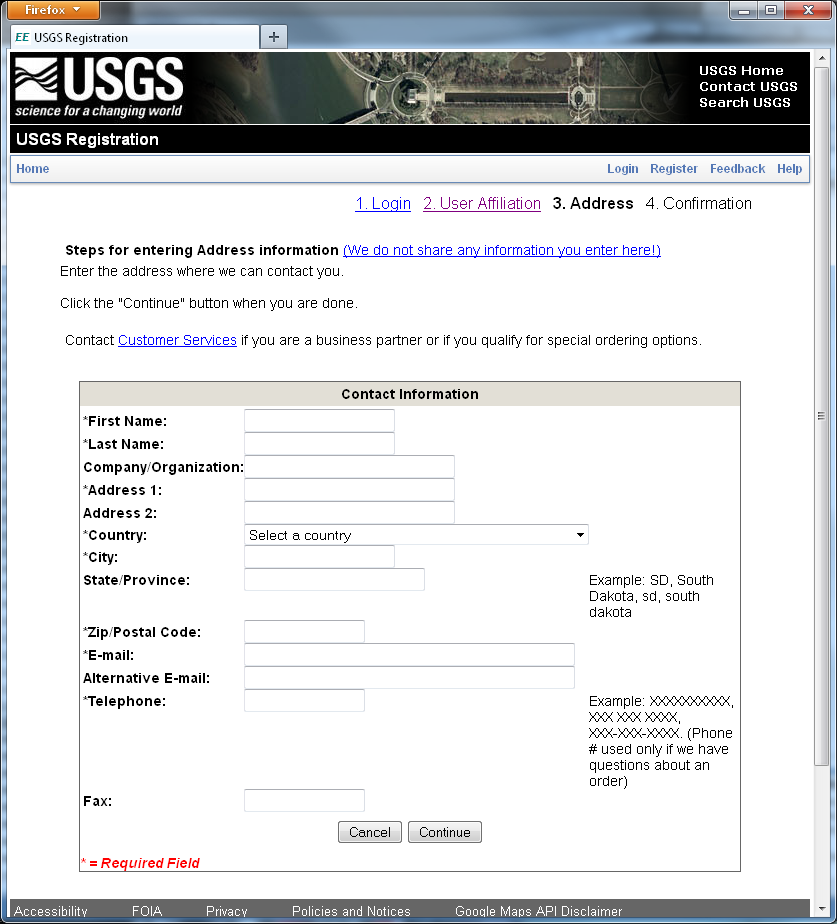 Firefox
EE USGS Registration
USGS
science for a changing world
USGS Home
Contact USGS
Search USGS
USGS Registration
Home Login Register Feedback Help
1. Login 2. User Affiliation 3. Address 4. Confirmation
Steps for entering Address information (We do not share any information you enter here!)
Enter the address where we can contact you.
Click the "Continue" button when you are done.
Contact Customer Services if you are a business partner or if you qualify for special ordering options.
Contact Information
*First Name:
*Last Name:
Company/Organization:
*Address 1:
Address 2:
*Country: Select a country
*City:
State/Province: Example: SD, South
Dakota, sd, south
dakota
*Zip/Postal Code:
*E-mail:
Alternative E-mail:
*Telephone: Example: XXXXXXXXXX,
XXX XXX XXXX,
XXX-XXX-XXXX. (Phone
# used only if we have
questions about an
order)
Fax:
Cancel Continue
* = Required Field
Accessibility FOIA Privacy Policies and Notices Google Maps API Disclaimer